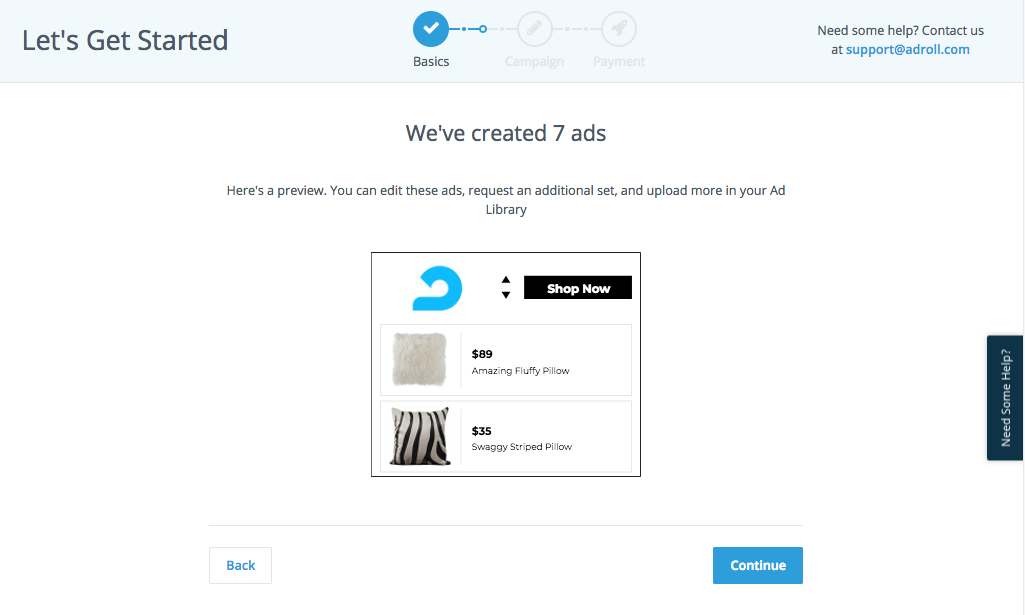 Let's Get Started
Basics
Campaign
Payment
Need some help? Contact us
at support@adroll.com
We've created 7 ads
Here's a preview. You can edit these ads, request an additional set, and upload more in your Ad
Library
Shop Now
$89
Amazing Fluffy Pillow
$35
Swaggy Striped Pillow
Need Some Help?
Back
Continue